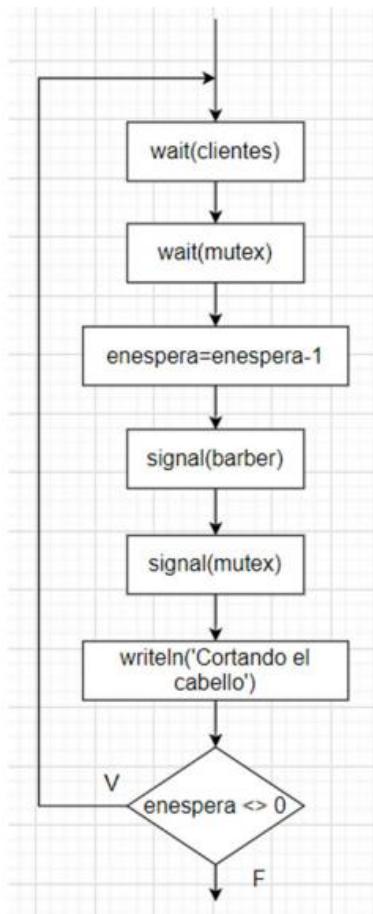 wait(clientes)
wait(mutex)
enespera=enespera-1
signal(barber)
signal(mutex)
writeln('Cortando el
cabello')
V
enespera <> 0
F